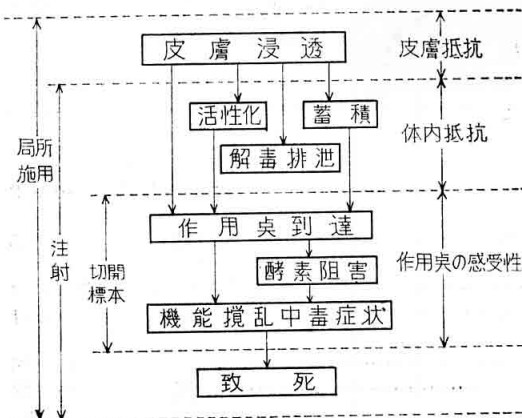 皮膚浸透
皮膚抵抗
活性化
蓄積
解毒排泄
体内抵抗
局所
施用
注射
作用奌到達
切開
標本
酵素阻害
作用奌の感受性
機能撹乱中毒症状
致死